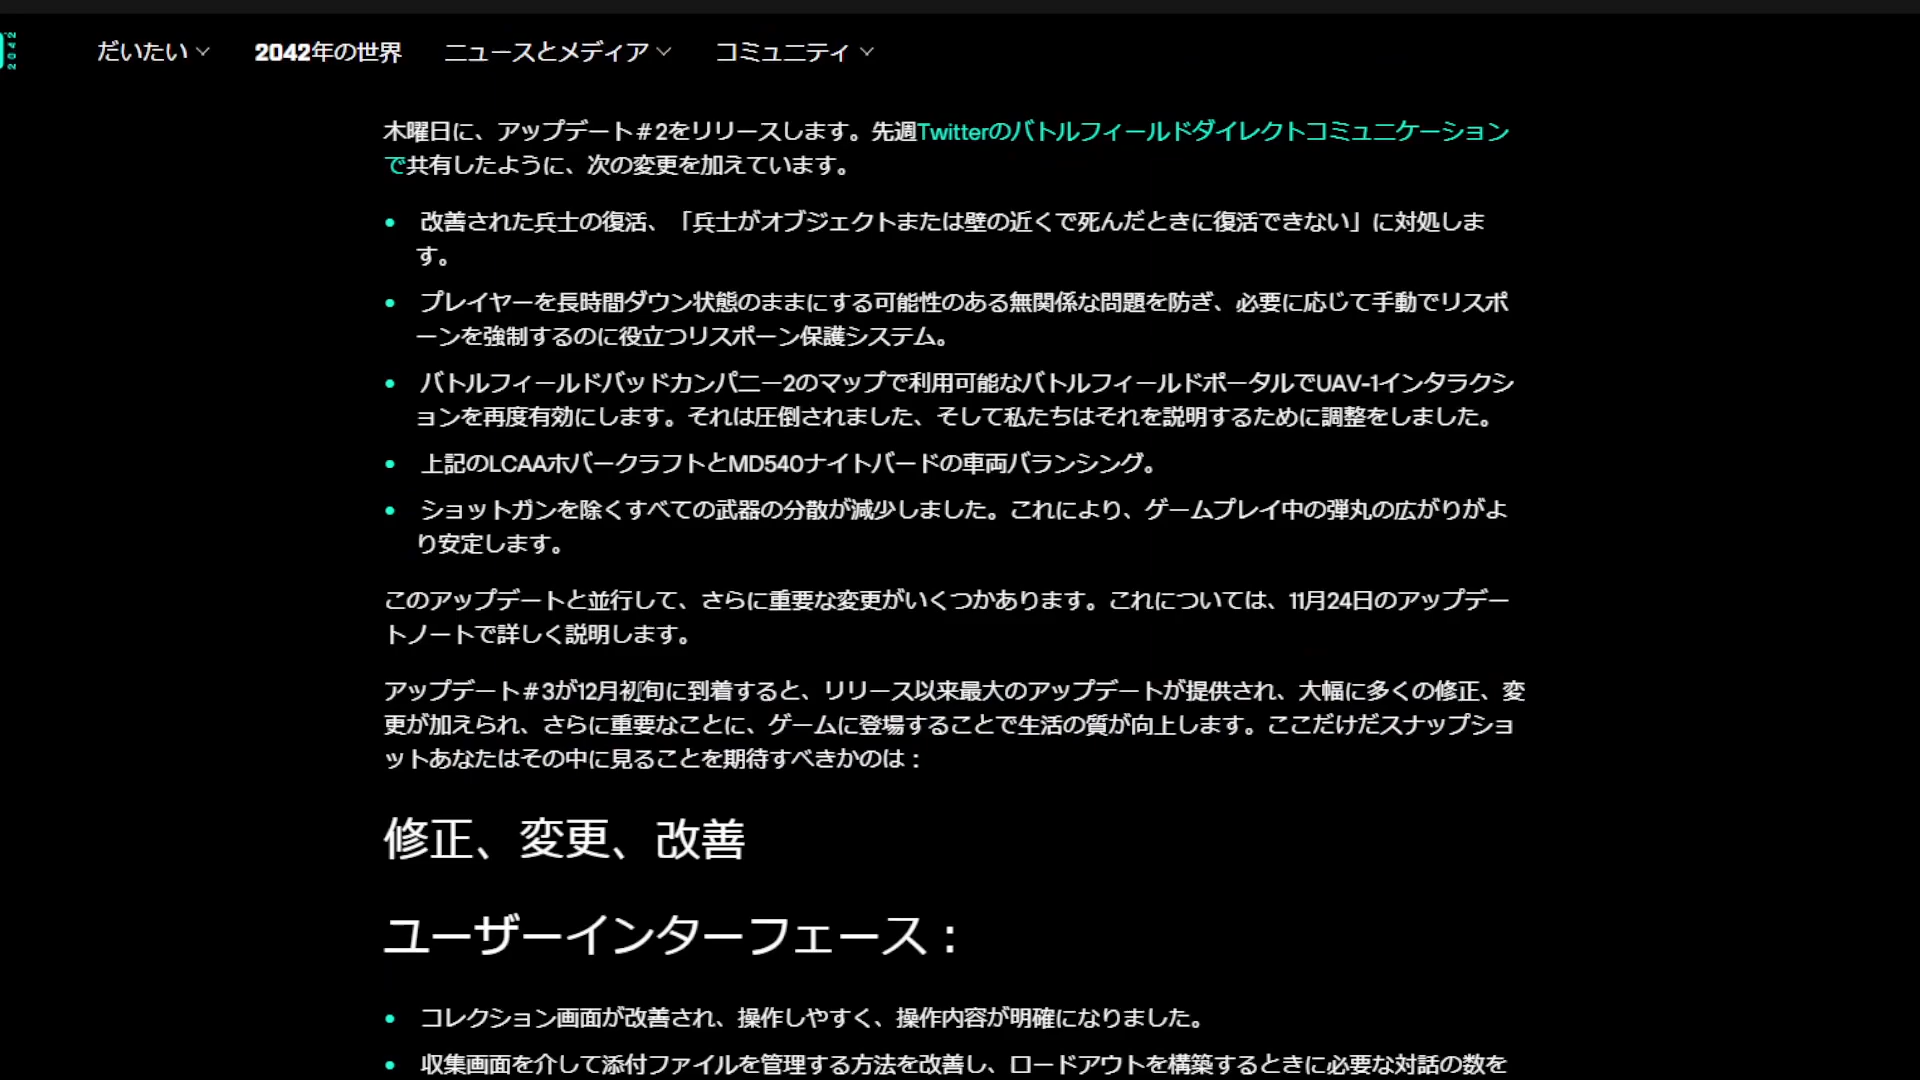 2042
だいたい 2042年の世界 ニュースとメディア コミュニティ
木曜日に、アップデート＃2をリリースします。先週Twitterのバトルフィールドダイレクトコミュニケーション
で共有したように、次の変更を加えています。
改善された兵士の復活、「兵士がオブジェクトまたは壁の近くで死んだときに復活できない」に対処しま
す。
プレイヤーを長時間ダウン状態のままにする可能性のある無関係な問題を防ぎ、必要に応じて手動でリスポ
ーンを強制するのに役立つリスポーン保護システム。
バトルフィールドバッドカンパニー2のマップで利用可能なバトルフィールドポータルでUAV-1インタラクシ
ョンを再度有効にします。それは圧倒されました、そして私たちはそれを説明するために調整をしました。
上記のLCAAホバークラフトとMD540ナイトバードの車両バランシング。
ショットガンを除くすべての武器の分散が減少しました。これにより、ゲームプレイ中の弾丸の広がりがよ
り安定します。
このアップデートと並行して、さらに重要な変更がいくつかあります。これについては、11月24日のアップデー
トノートで詳しく説明します。
アップデート＃3が12月初旬に到着すると、リリース以来最大のアップデートが提供され、大幅に多くの修正、変
更が加えられ、さらに重要なことに、ゲームに登場することで生活の質が向上します。ここだけだスナップショ
ットあなたはその中に見ることを期待すべきかのは：
修正、変更、改善
ユーザーインターフェース：
コレクション画面が改善され、操作しやすく、操作内容が明確になりました。
収集画面を介して添付ファイルを管理する方法を改善し、ロードアウトを構築するときに必要な対話の数を